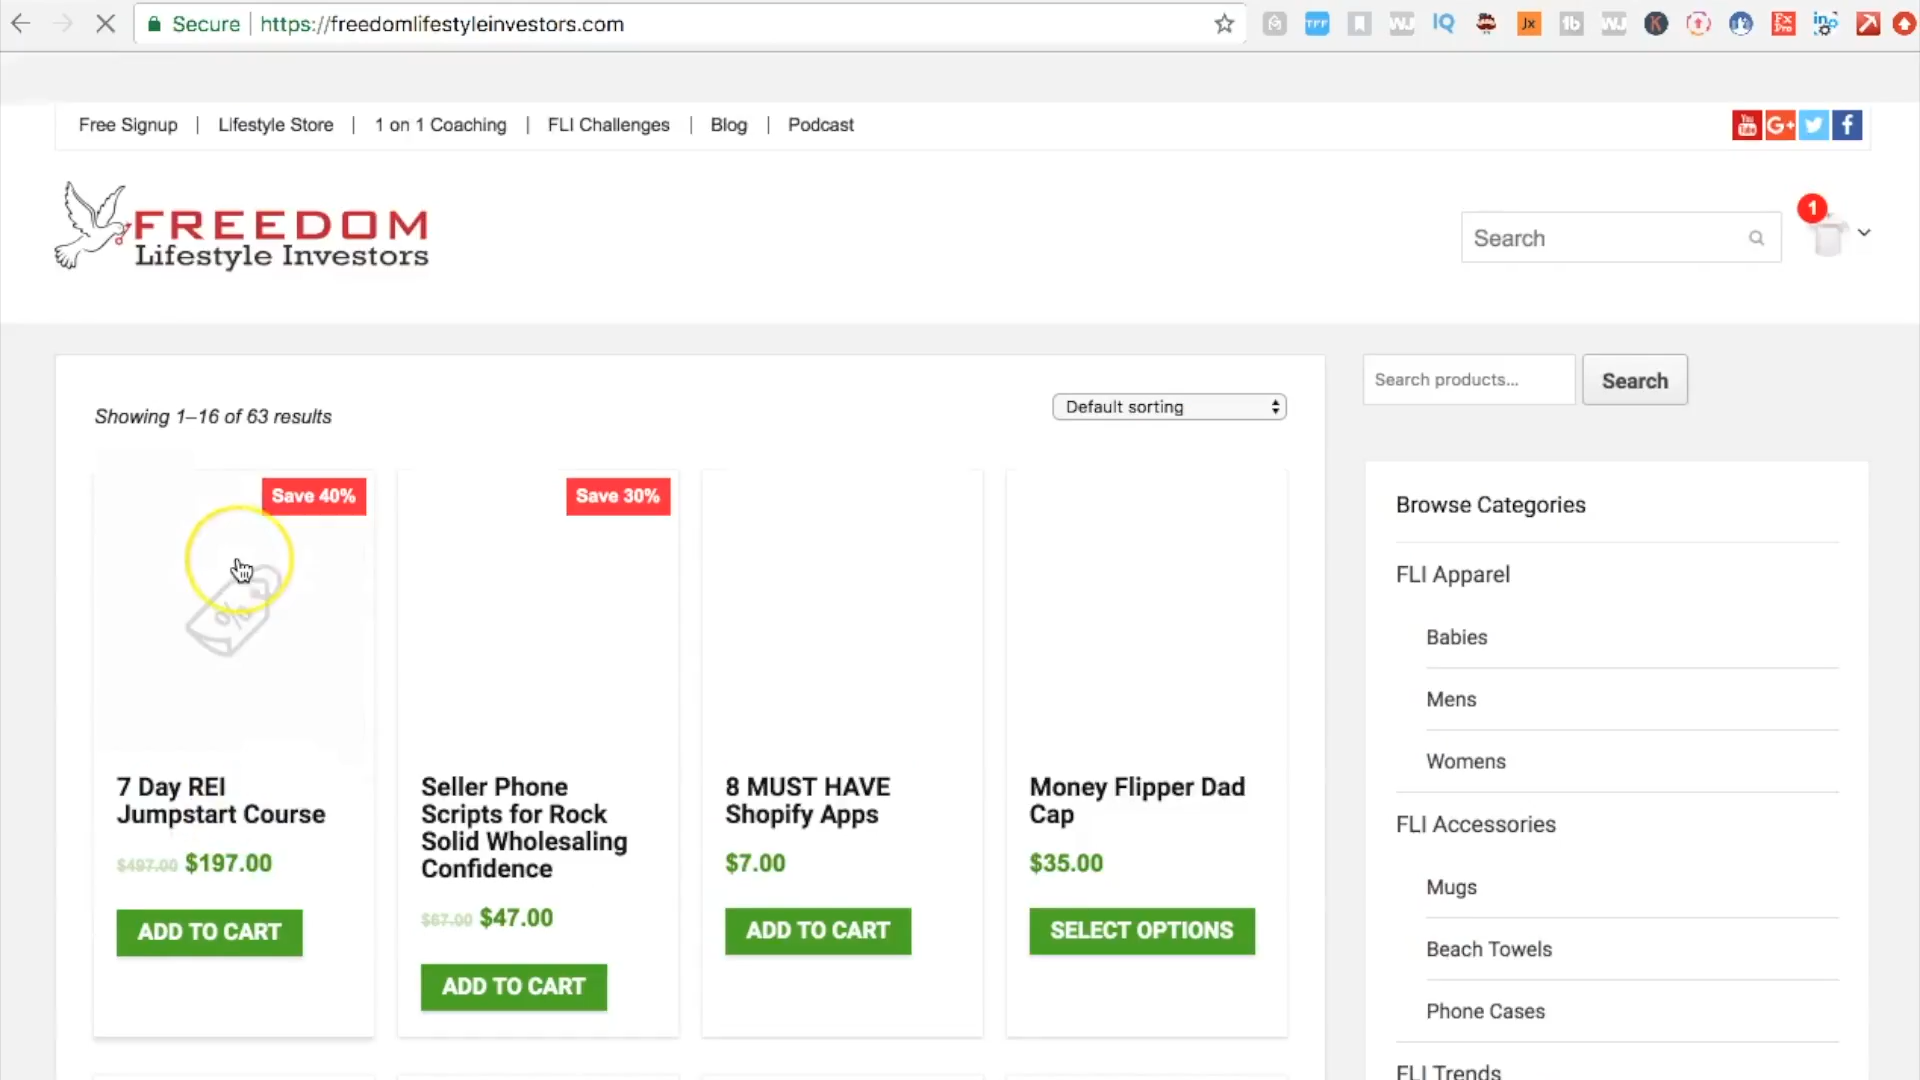 Secure https://freedomlifestyleinvestors.com
Free Signup | Lifestyle Store | 1 on 1 Coaching | FLI Challenges | Blog | Podcast
FREEDOM
Lifestyle Investors
Search
1
Search products...
Search
Showing 1–16 of 63 results
Default sorting
Save 40%
Save 30%
7 Day REI
Jumpstart Course
$497.00 $197.00
ADD TO CART
Seller Phone
Scripts for Rock
Solid Wholesaling
Confidence
$67.00 $47.00
ADD TO CART
8 MUST HAVE
Shopify Apps
$7.00
ADD TO CART
Money Flipper Dad
Cap
$35.00
SELECT OPTIONS
Browse Categories
FLI Apparel
Babies
Mens
Womens
FLI Accessories
Mugs
Beach Towels
Phone Cases
FLI Trends